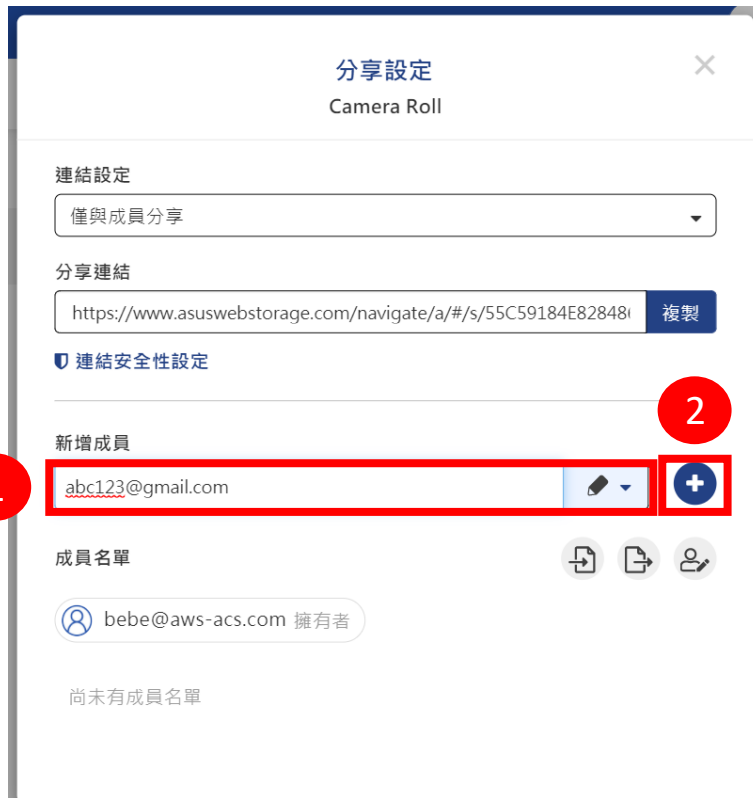 分享設定
Camera Roll
連結設定
僅與成員分享
分享連結
https://www.asuswebstorage.com/navigate/a/#/s/55C59184E82848
複製
連結安全性設定
2
新增成員
abc123@gmail.com
成員名單
bebe@aws-acs.com 擁有者
尚未有成員名單